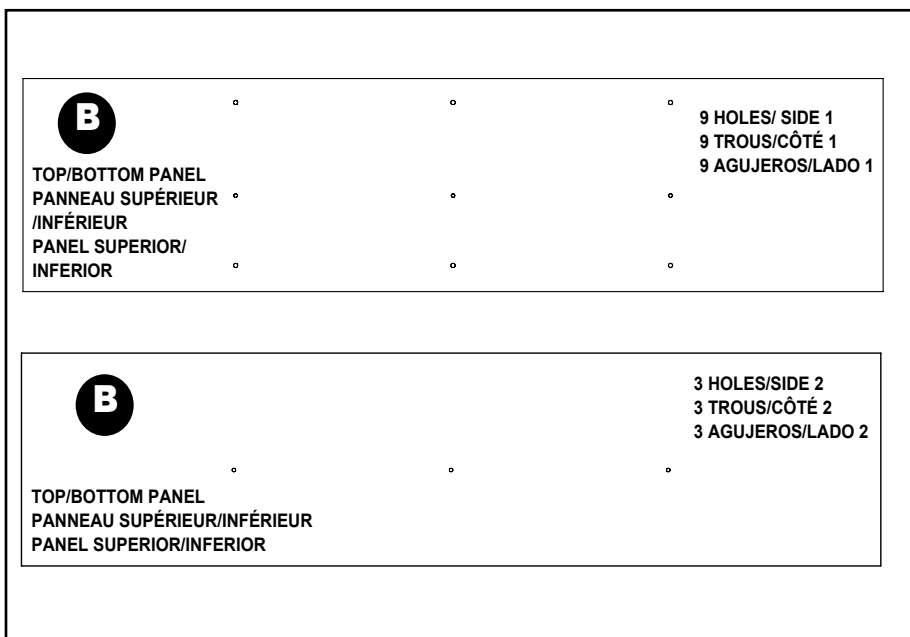 B
TOP/BOTTOM PANEL
PANNEAU SUPÉRIEUR
/INFÉRIEUR
PANEL SUPERIOR/
INFERIOR
9 HOLES/ SIDE 1
9 TROUS/CÔTÉ 1
9 AGUJEROS/LADO 1
B
3 HOLES/SIDE 2
3 TROUS/CÔTÉ 2
3 AGUJEROS/LADO 2
TOP/BOTTOM PANEL
PANNEAU SUPÉRIEUR/INFÉRIEUR
PANEL SUPERIOR/INFERIOR